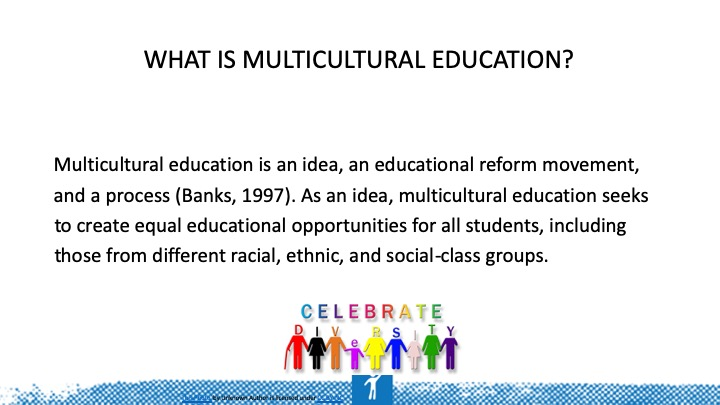 WHAT IS MULTICULTURAL EDUCATION?
Multicultural education is an idea, an educational reform movement,
and a process (Banks, 1997). As an idea, multicultural education seeks
to create equal educational opportunities for all students, including
those from different racial, ethnic, and social-class groups.
CELEBRATE
DIVeRSITY
by Unknown Author is licensed under